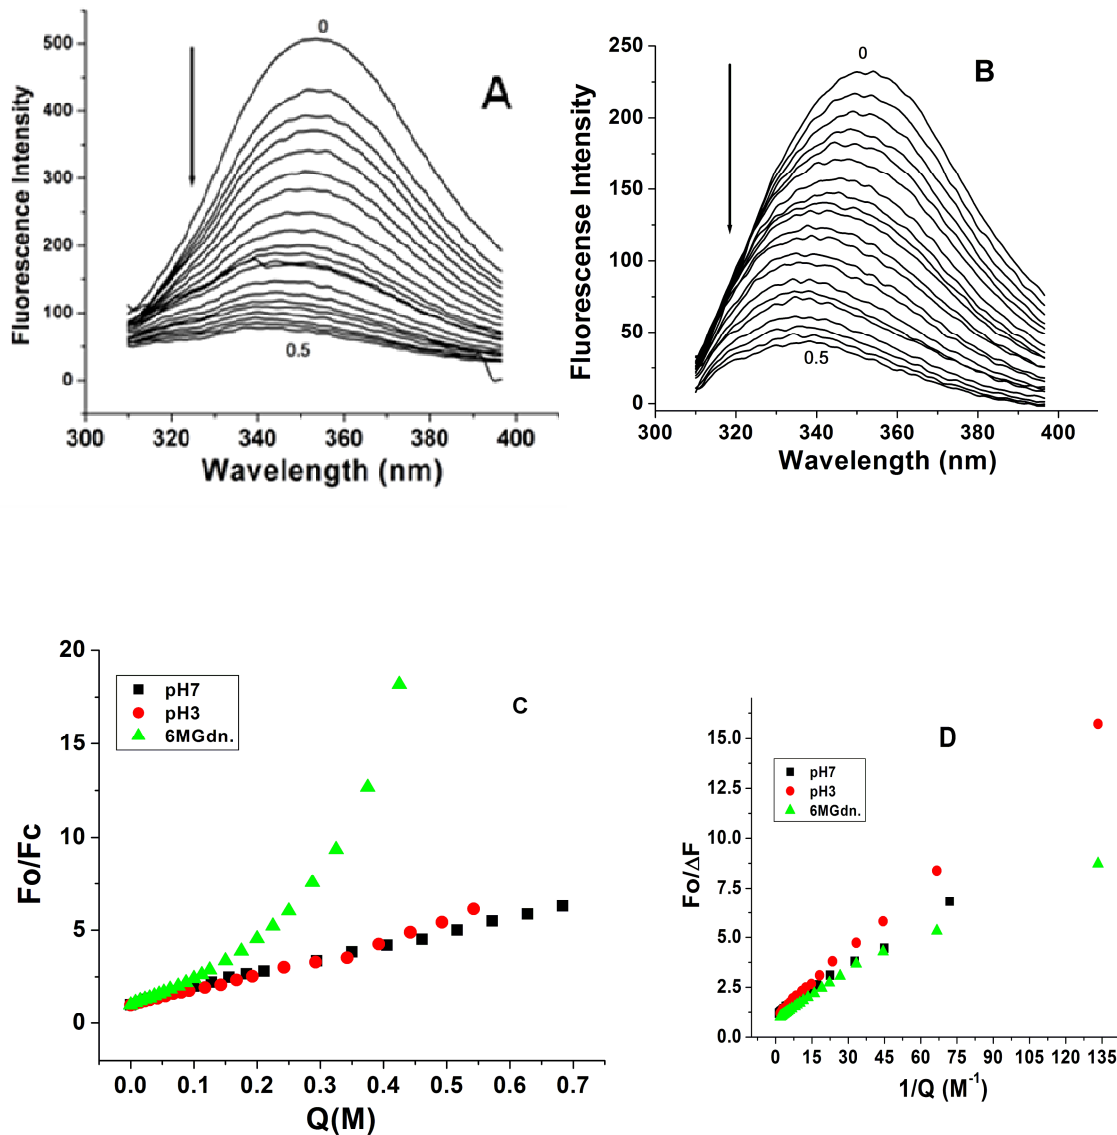 A
0
0.5
500
400
300
200
100
0
Fluorescence Intensity
300 320 340 360 380 400
Wavelength (nm)
B
0
0.5
250
200
150
100
50
0
Fluorescense Intensity
300 320 340 360 380 400
Wavelength (nm)
C
pH7
pH3
6MGdn.
20
15
10
5
0
Fo/Fc
0.0 0.1 0.2 0.3 0.4 0.5 0.6 0.7
Q(M)
D
pH7
pH3
6MGdn.
15.0
12.5
10.0
7.5
5.0
2.5
0.0
Fo/ΔF
0 15 30 45 60 75 90 105 120 135
1/Q (M⁻¹)